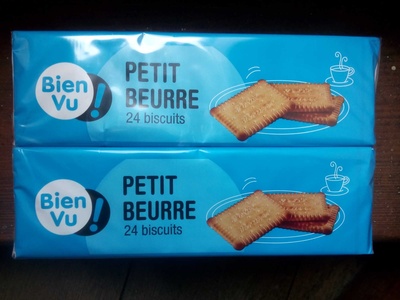 Bien
Vu!
PETIT
BEURRE
24 biscuits
Bien
Vu!
PETIT
BEURRE
24 biscuits